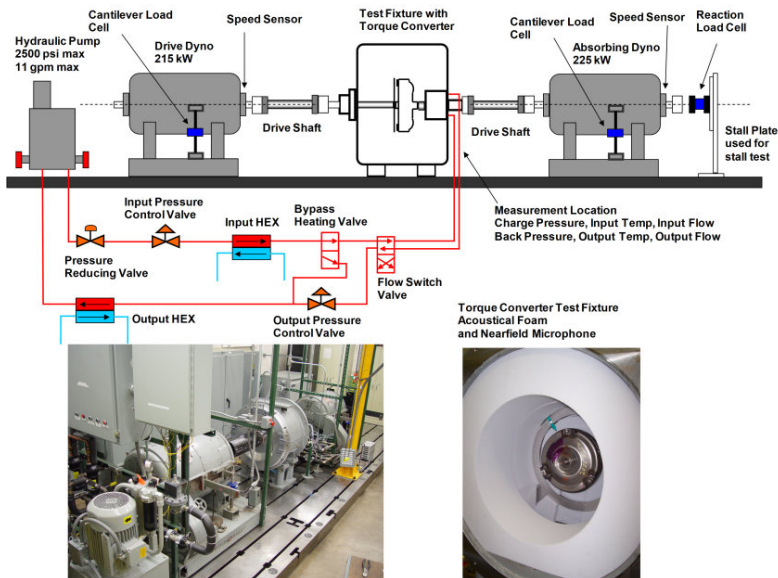 Cantilever Load
Cell
Speed Sensor
Test Fixture with
Torque Converter
Cantilever Load
Cell
Speed Sensor
Reaction
Load Cell
Hydraulic Pump
2500 psi max
11 gpm max
Drive Dyno
215 kW
Absorbing Dyno
225 kW
Drive Shaft
Drive Shaft
Stall Plate
used for
stall test
Input Pressure
Control Valve
Input HEX
Bypass
Heating Valve
Measurement Location
Charge Pressure, Input Temp, Input Flow
Back Pressure, Output Temp, Output Flow
Pressure
Reducing Valve
Flow Switch
Valve
Output HEX
Output Pressure
Control Valve
Torque Converter Test Fixture
Acoustical Foam
and Nearfield Microphone